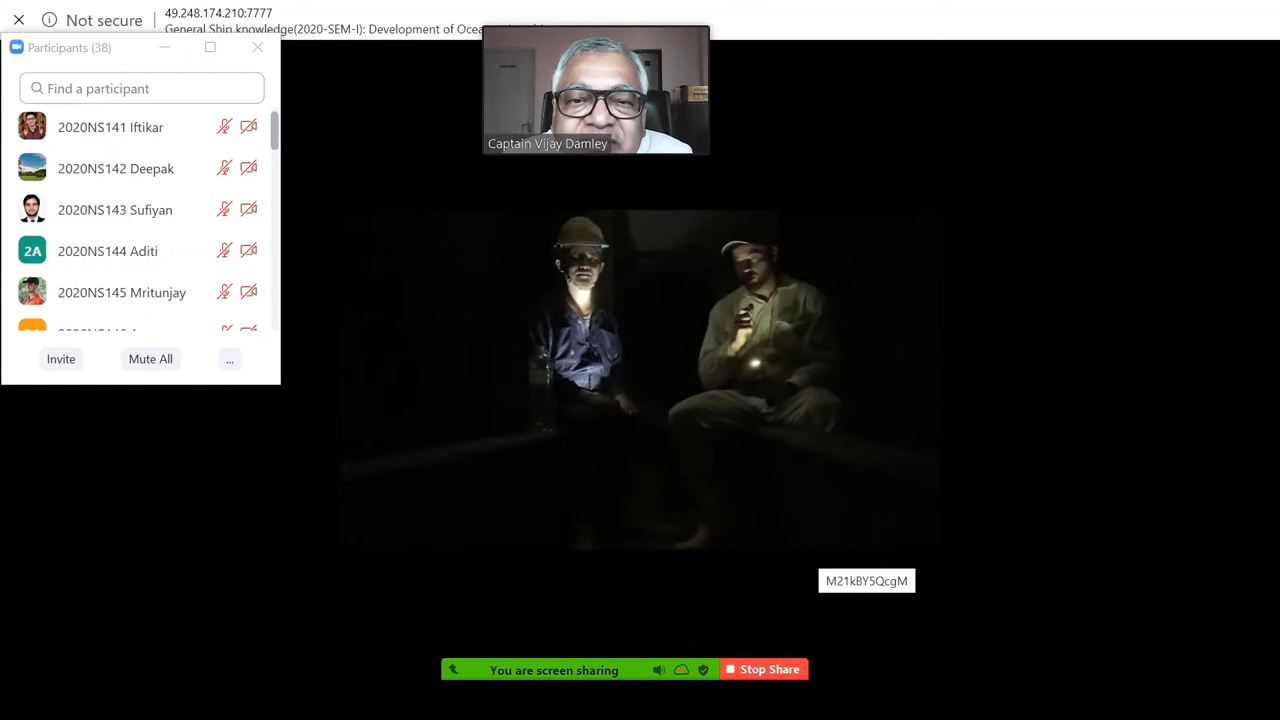 Not secure
49.248.174.210:7777
General Ship knowledge(2020-SEM-I): Development of Ocea
Participants (38)
Find a participant
2020NS141 Iftikar
2020NS142 Deepak
2020NS143 Sufiyan
2A
2020NS144 Aditi
2020NS145 Mritunjay
Invite
Mute All
...
Captain Vijay Damley
M21kBY5QcgM
You are screen sharing
Stop Share